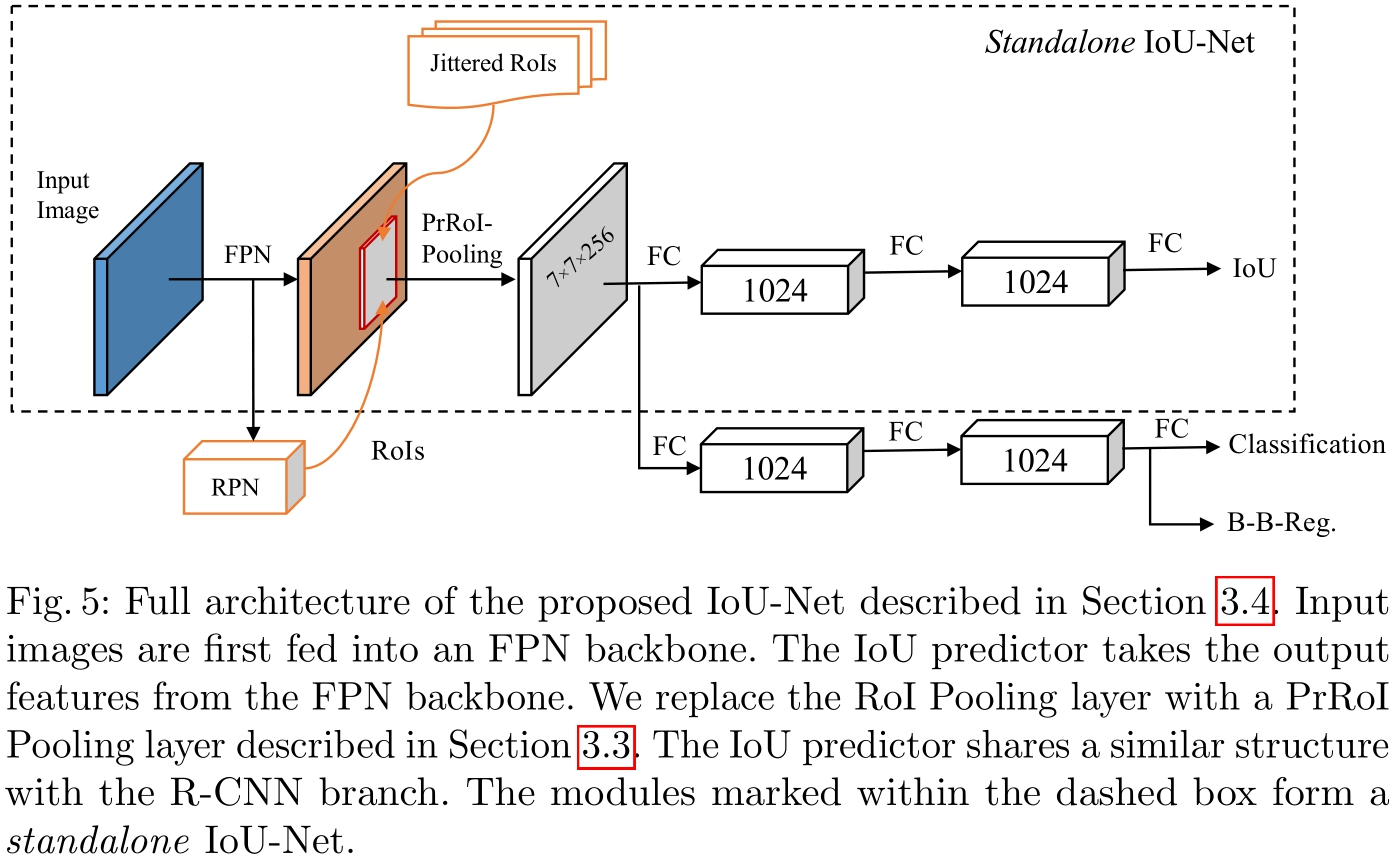 Standalone IoU-Net
Jittered RoIs
Input
Image
FPN
PrRoI-
Pooling
7×7×256
FC
1024
FC
1024
FC
IoU
RPN
RoIs
FC
1024
FC
1024
FC
Classification
B-B-Reg.
Fig. 5: Full architecture of the proposed IoU-Net described in Section 3.4. Input
images are first fed into an FPN backbone. The IoU predictor takes the output
features from the FPN backbone. We replace the RoI Pooling layer with a PrRoI
Pooling layer described in Section 3.3. The IoU predictor shares a similar structure
with the R-CNN branch. The modules marked within the dashed box form a
standalone IoU-Net.